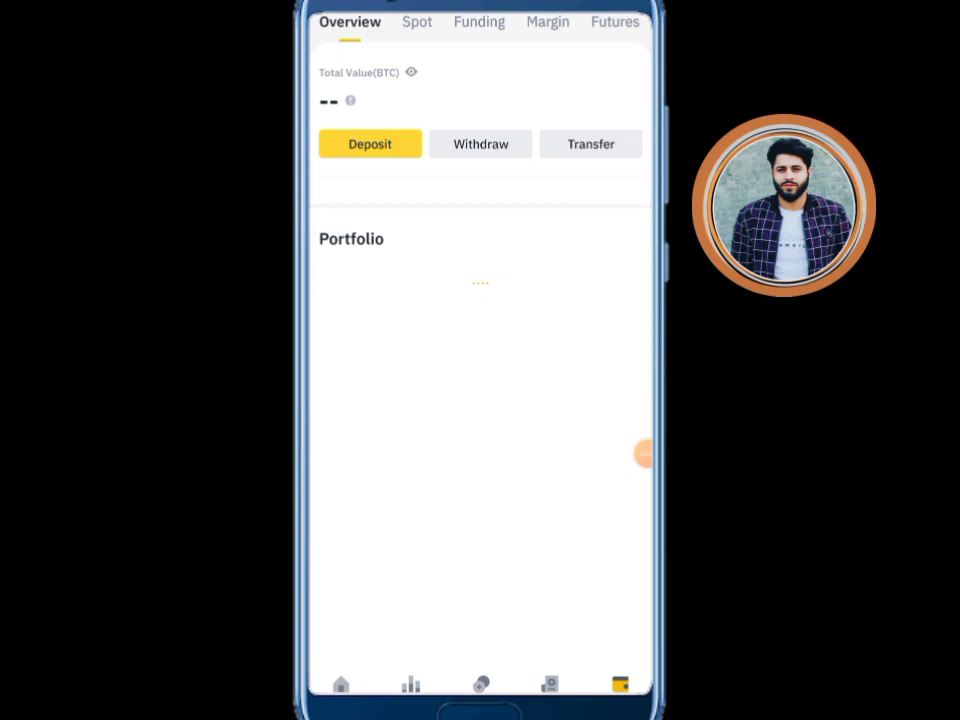 Overview Spot Funding Margin Futures
Total Value(BTC)
--
Deposit Withdraw Transfer
Portfolio